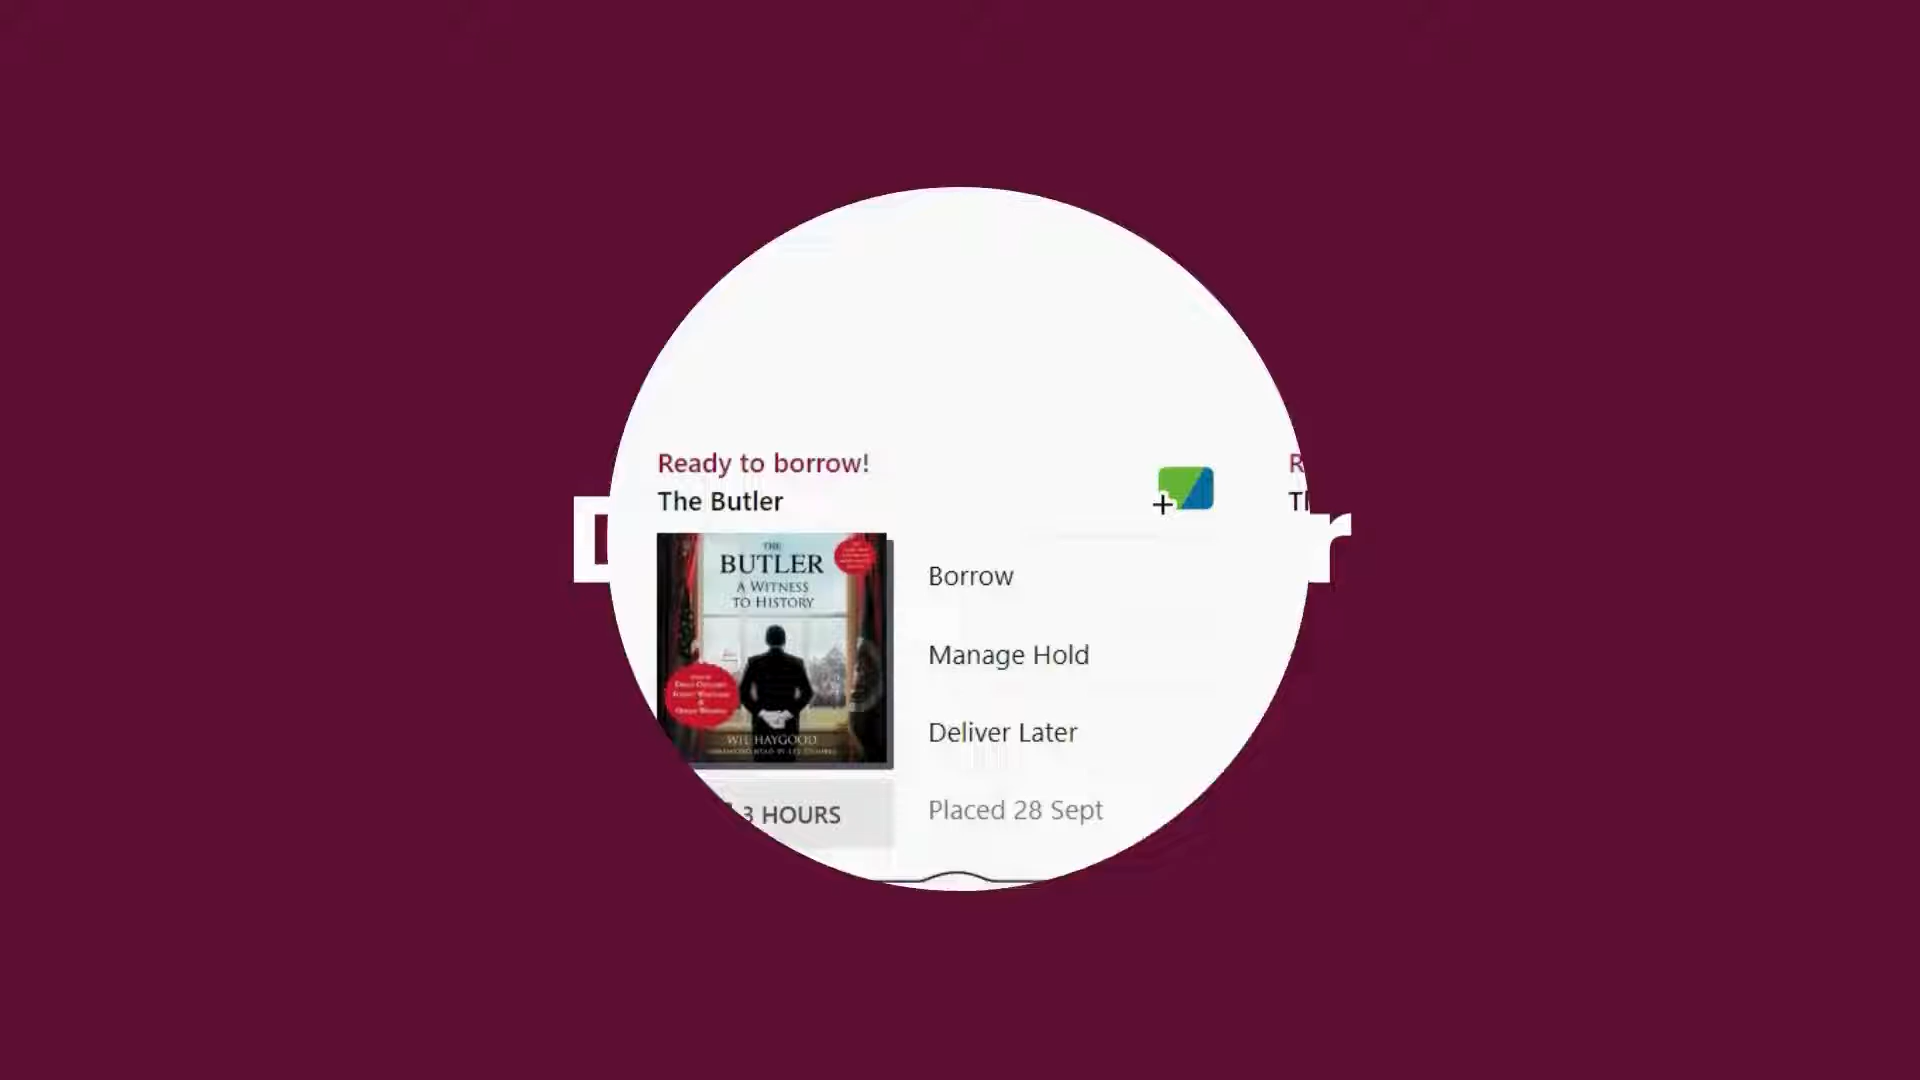 Ready to borrow!
The Butler
THE
BUTLER
A WITNESS
TO HISTORY
WIL HAYGOOD
Borrow
Manage Hold
Deliver Later
3 HOURS
Placed 28 Sept